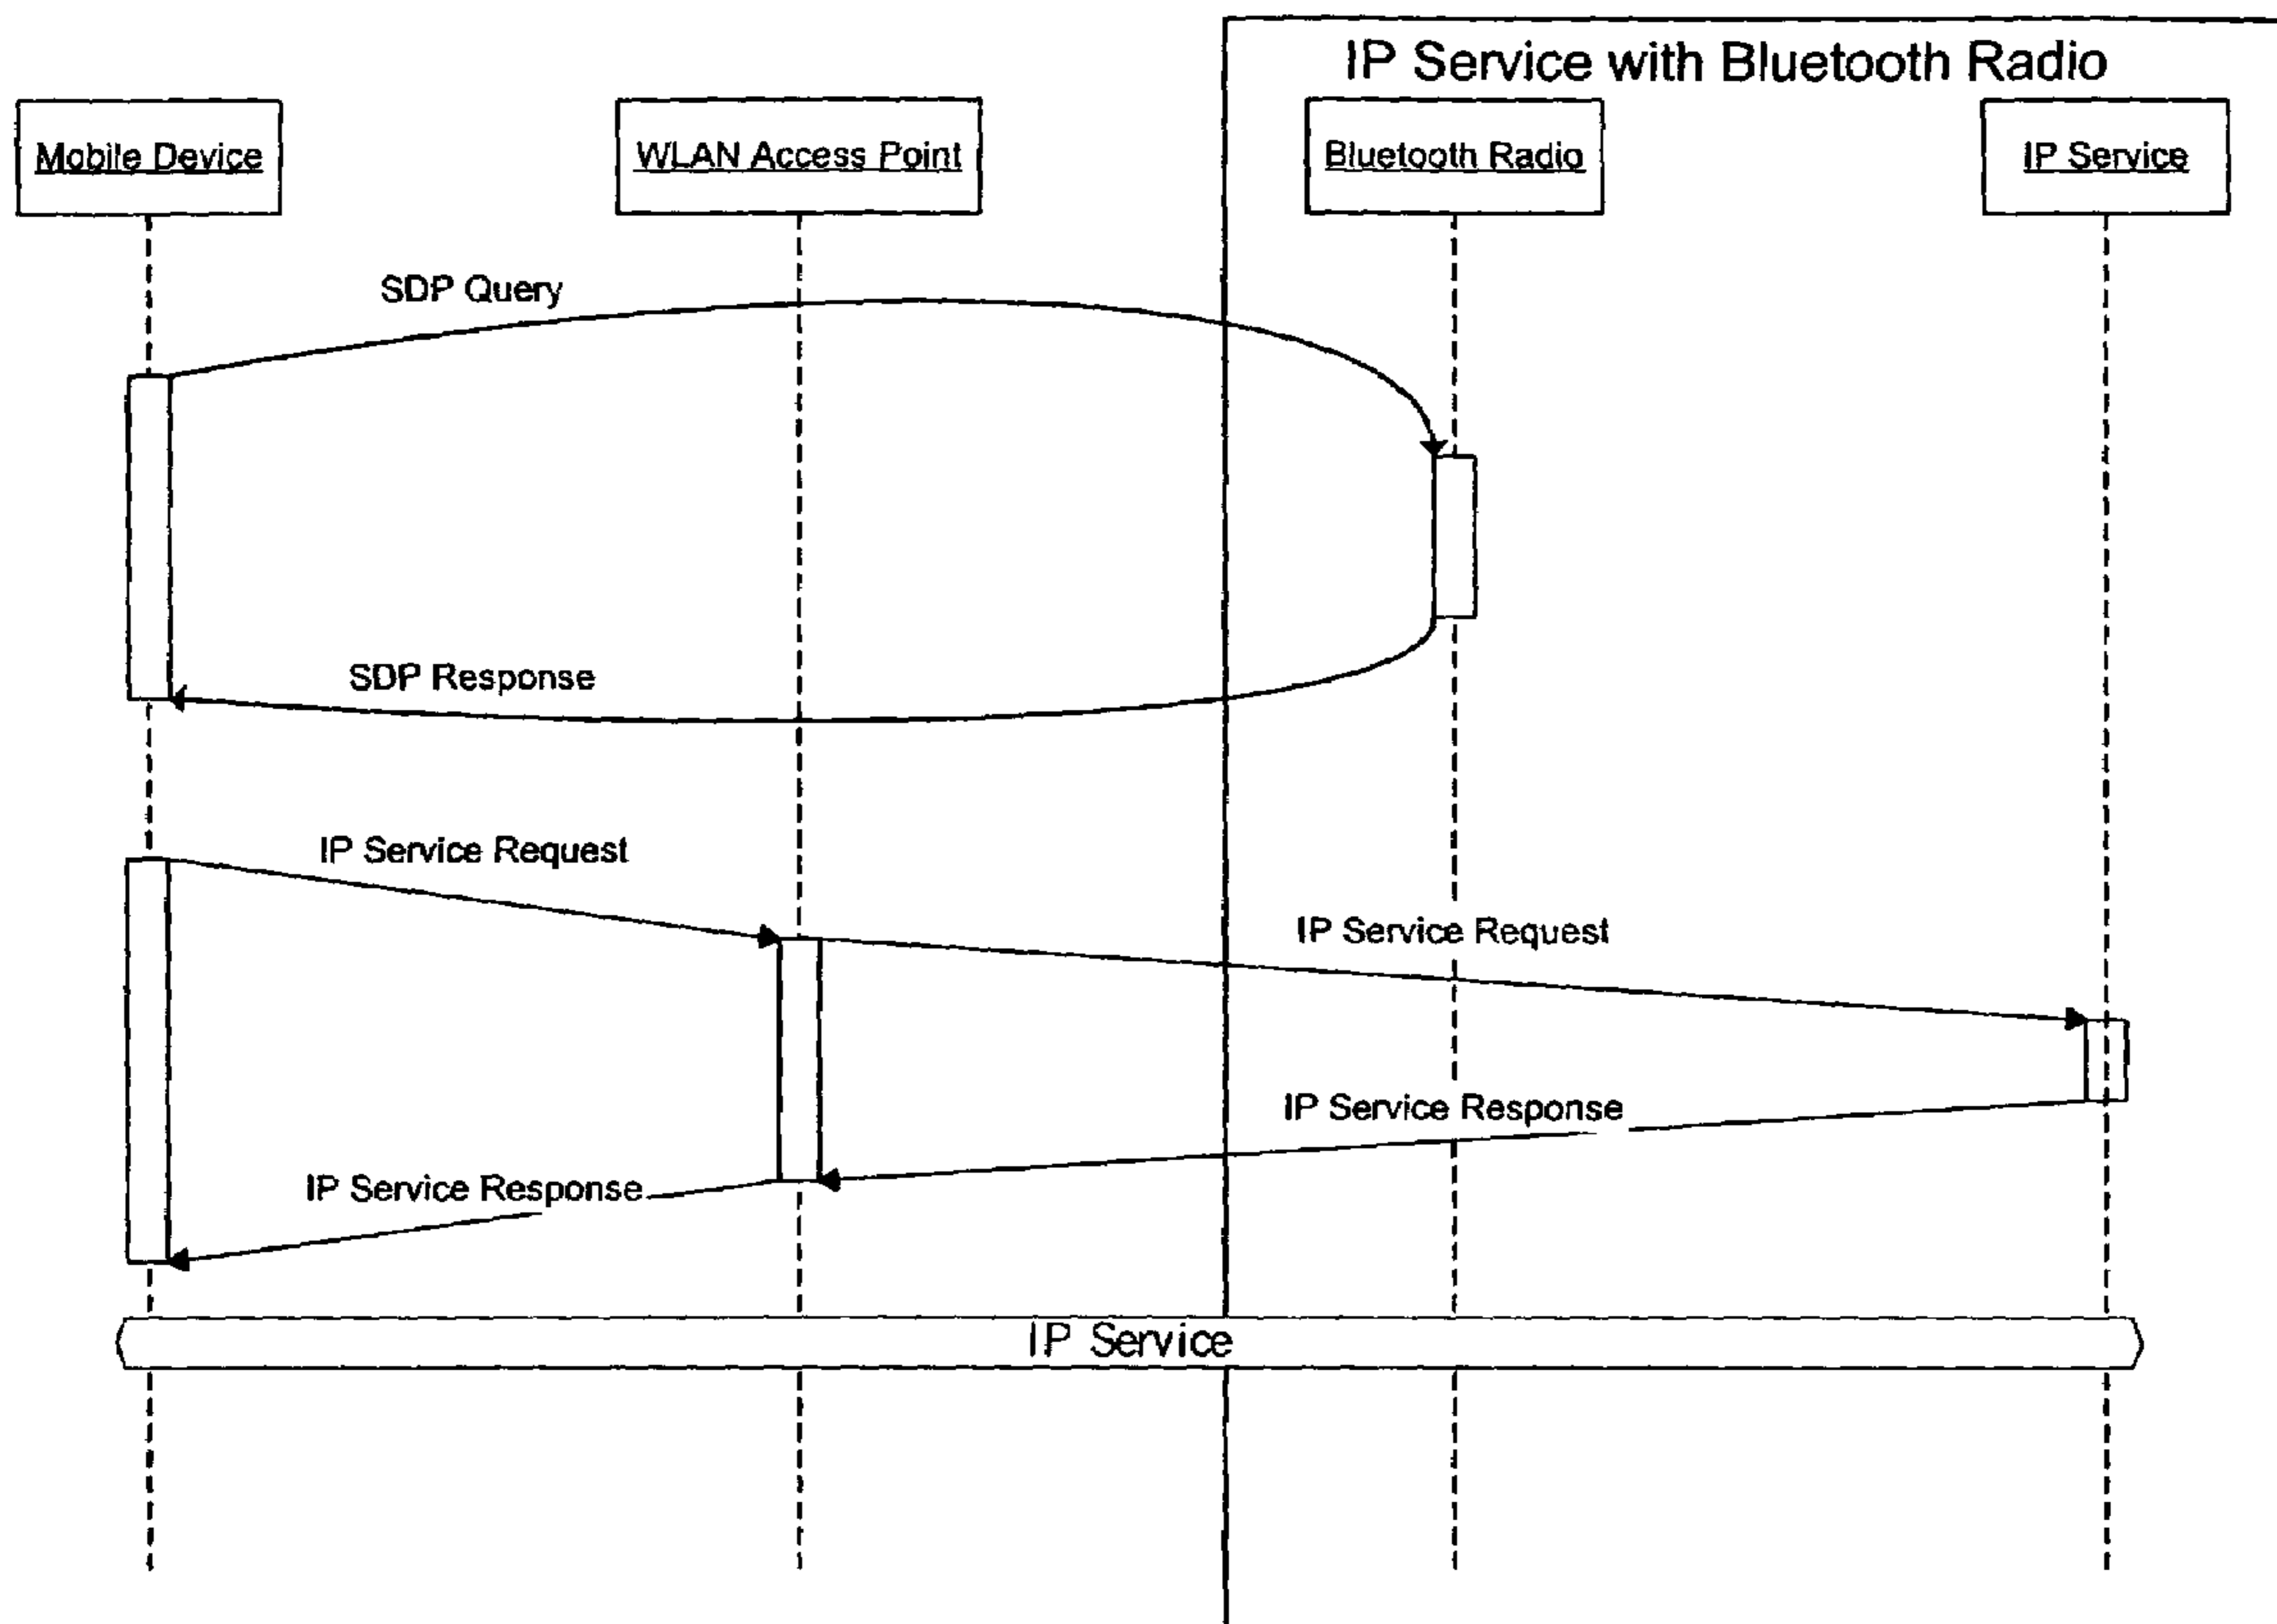 IP Service with Bluetooth Radio
Mobile Device
WLAN Access Point
Bluetooth Radio
IP Service
SDP Query
SDP Response
IP Service Request
IP Service Request
IP Service Response
IP Service Response
IP Service